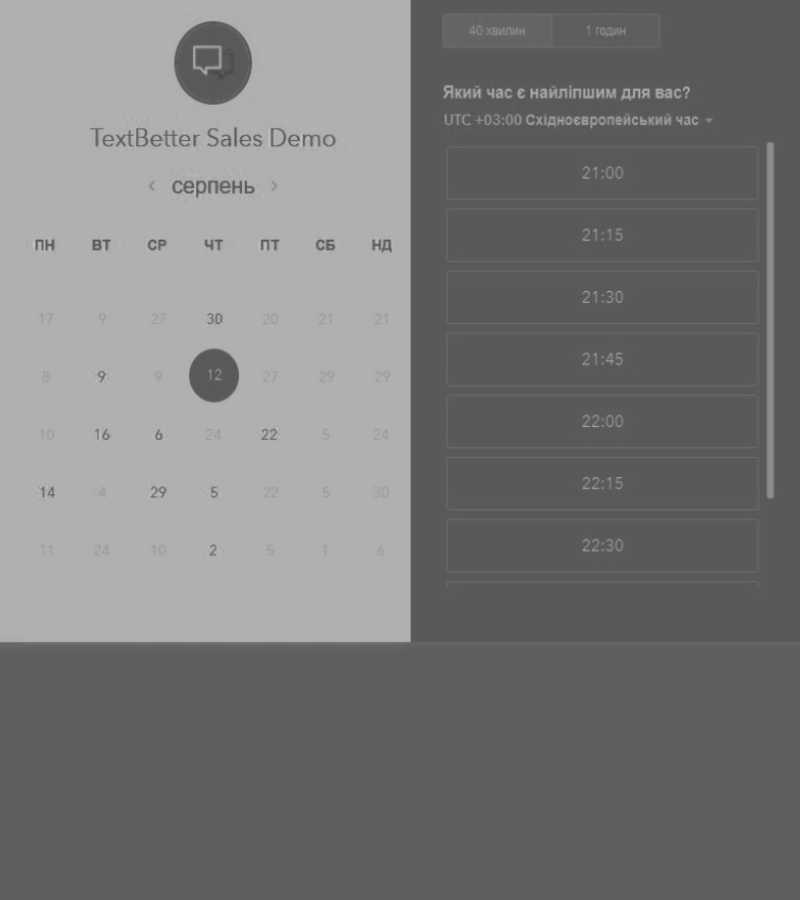 TextBetter Sales Demo
серпень
ПН ВТ СР ЧТ ПТ СБ НД
17 9 27 30 20 21 21
8 9 9 12 27 29 29
10 16 6 24 22 5 24
14 4 29 5 22 5 30
11 24 10 2 5 1 6
40 хвилин 1 годин
Який час є найліпшим для вас?
UTC +03:00 Східноєвропейський час
21:00
21:15
21:30
21:45
22:00
22:15
22:30